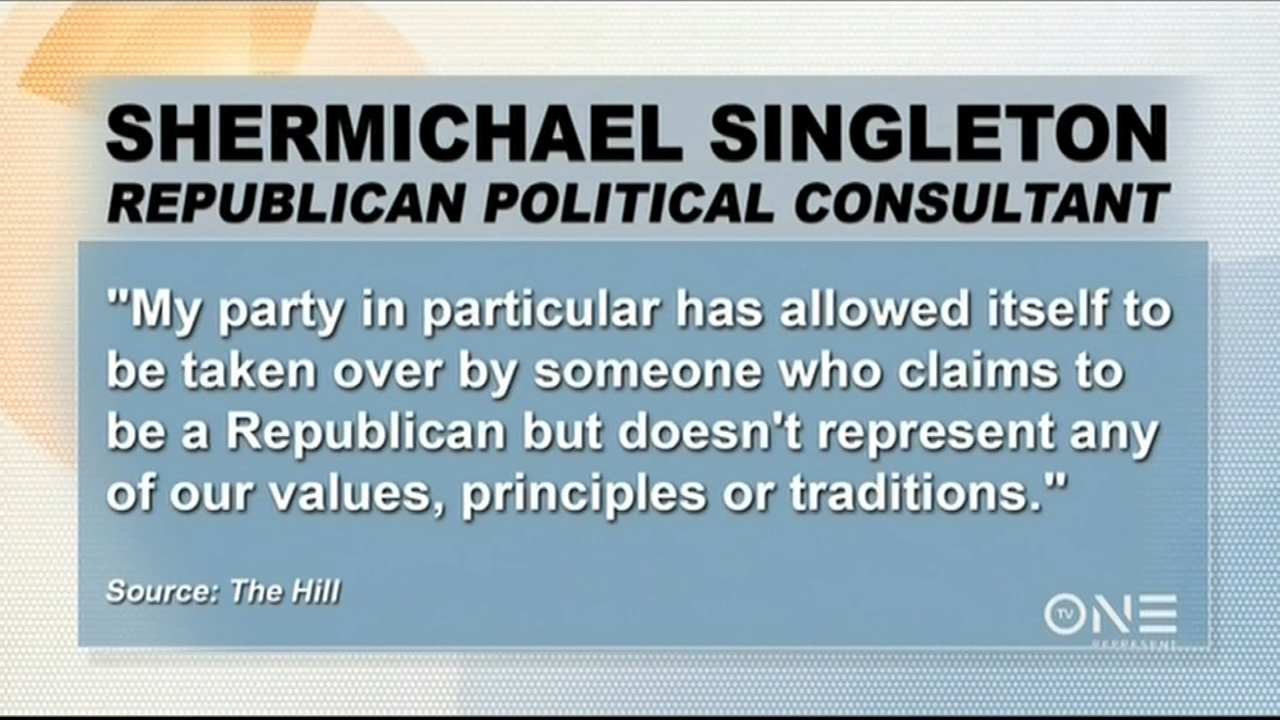 SHERMICHAEL SINGLETON
REPUBLICAN POLITICAL CONSULTANT
"My party in particular has allowed itself to
be taken over by someone who claims to
be a Republican but doesn't represent any
of our values, principles or traditions."
Source: The Hill
TV ONE
REPRESENT